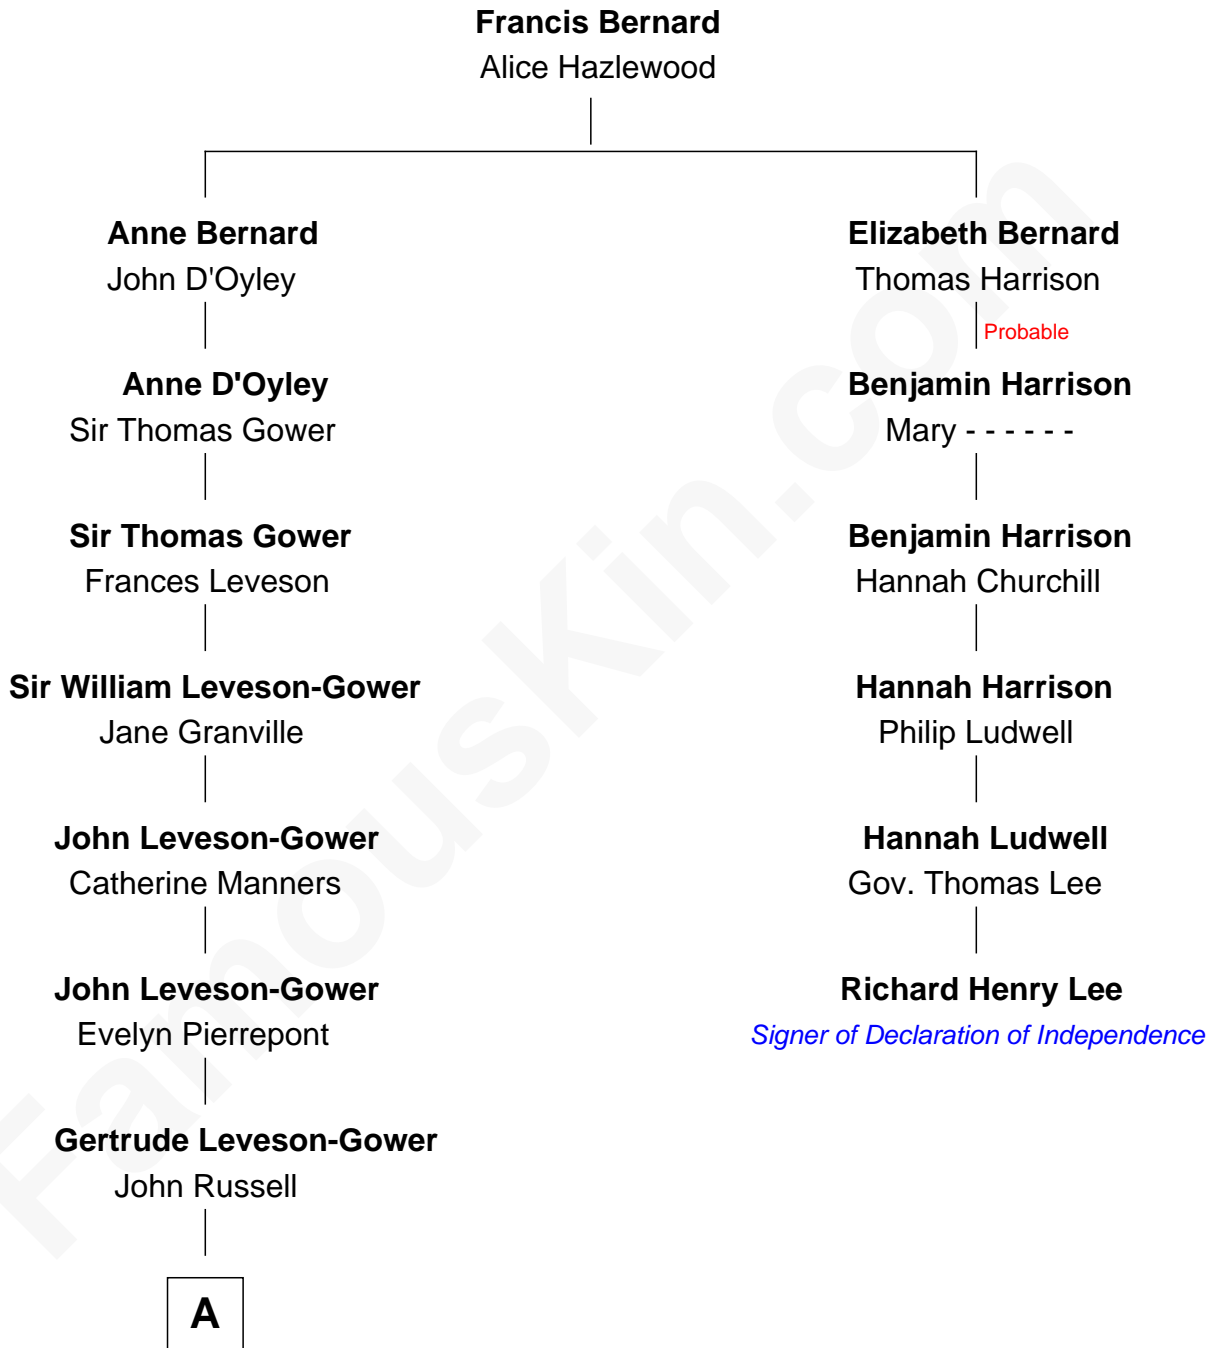 Francis Bernard
Alice Hazlewood
Anne Bernard
John D'Oyley
Elizabeth Bernard
Thomas Harrison
Probable
Anne D'Oyley
Sir Thomas Gower
Benjamin Harrison
Mary - - - - - -
Sir Thomas Gower
Frances Leveson
Benjamin Harrison
Hannah Churchill
Sir William Leveson-Gower
Jane Granville
Hannah Harrison
Philip Ludwell
John Leveson-Gower
Catherine Manners
Hannah Ludwell
Gov. Thomas Lee
John Leveson-Gower
Evelyn Pierrepont
Richard Henry Lee
Signer of Declaration of Independence
Gertrude Leveson-Gower
John Russell
A
FamousKin.com